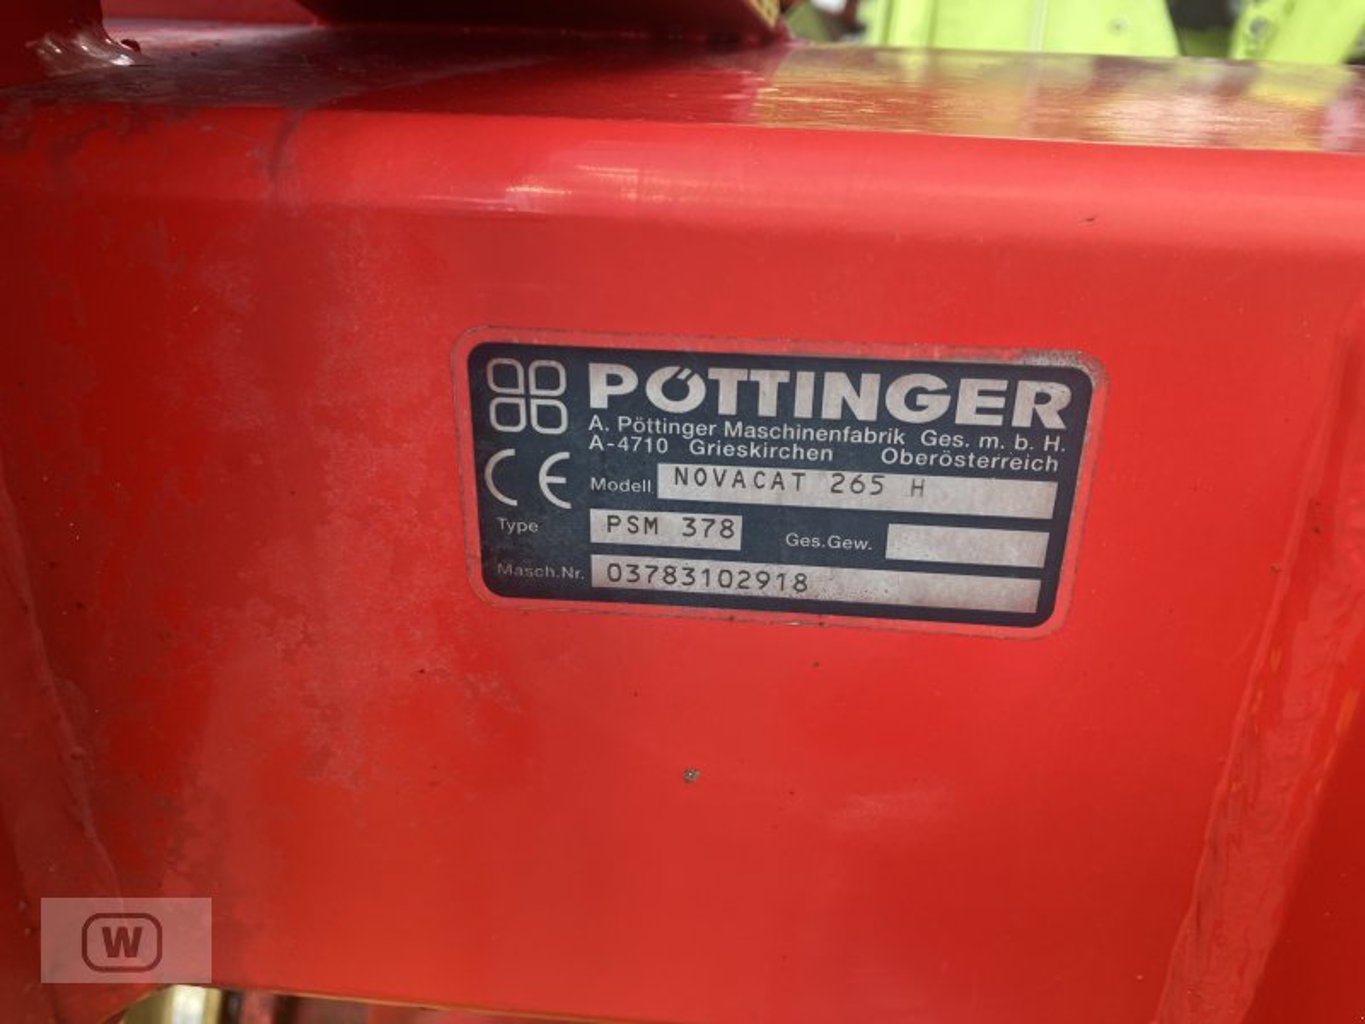 PÖTTINGER
A. Pöttinger Maschinenfabrik Ges. m. b. H.
A-4710 Grieskirchen Oberösterreich
CE
Modell NOVACAT 265 H
Type PSM 378 Ges.Gew.
Masch.Nr. 03783102918
W